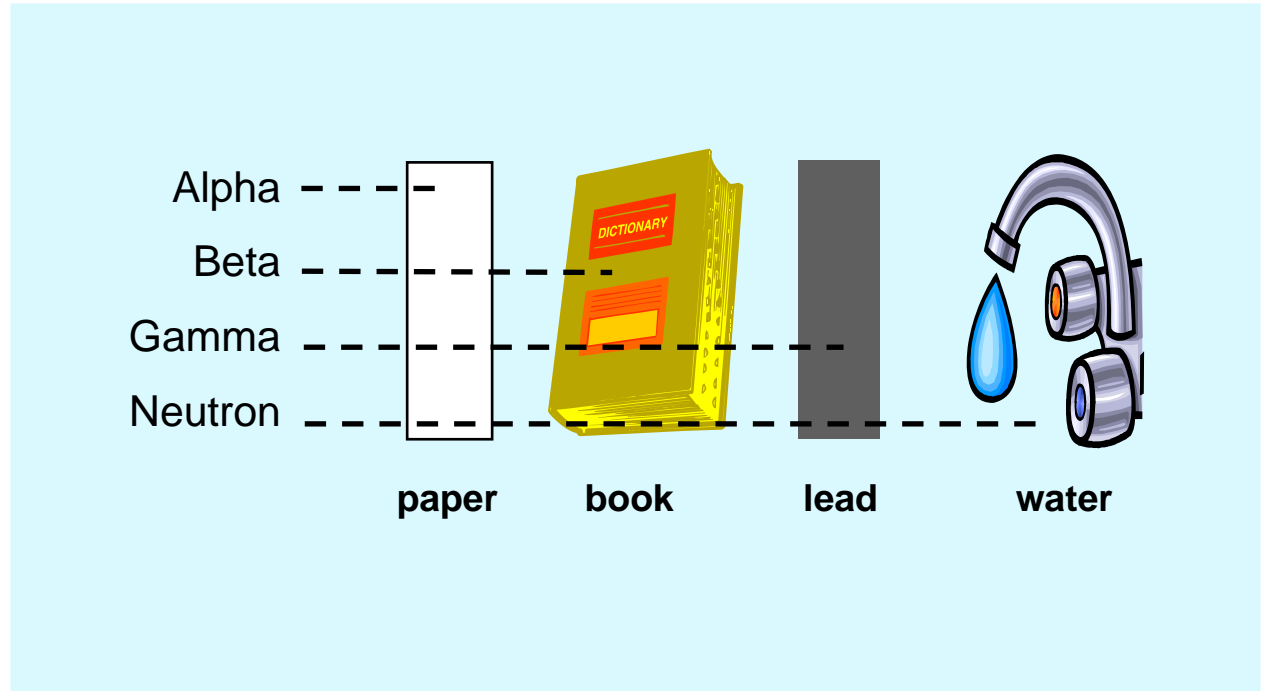 Alpha
DICTIONARY
Beta
Gamma
Neutron
paper book lead water